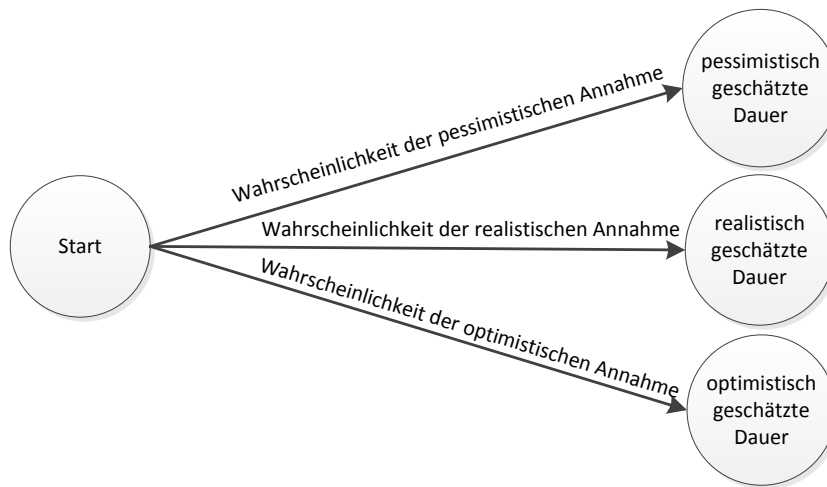 pessimistisch
geschätzte
Dauer
Wahrscheinlichkeit der pessimistischen Annahme
Start
Wahrscheinlichkeit der realistischen Annahme
realistisch
geschätzte
Dauer
Wahrscheinlichkeit der optimistischen Annahme
optimistisch
geschätzte
Dauer